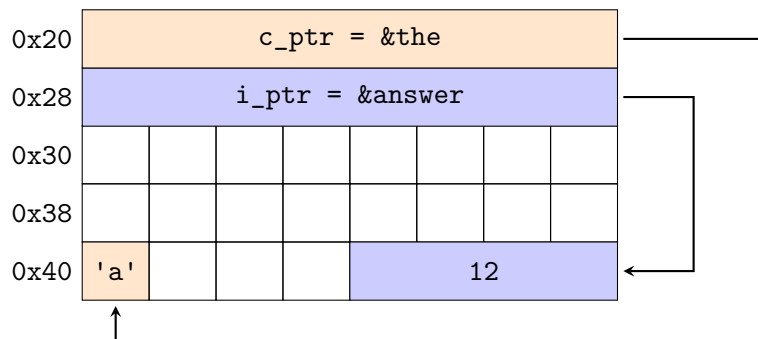 0x20 c_ptr = &the
0x28 i_ptr = &answer
0x30
0x38
0x40 'a' 12